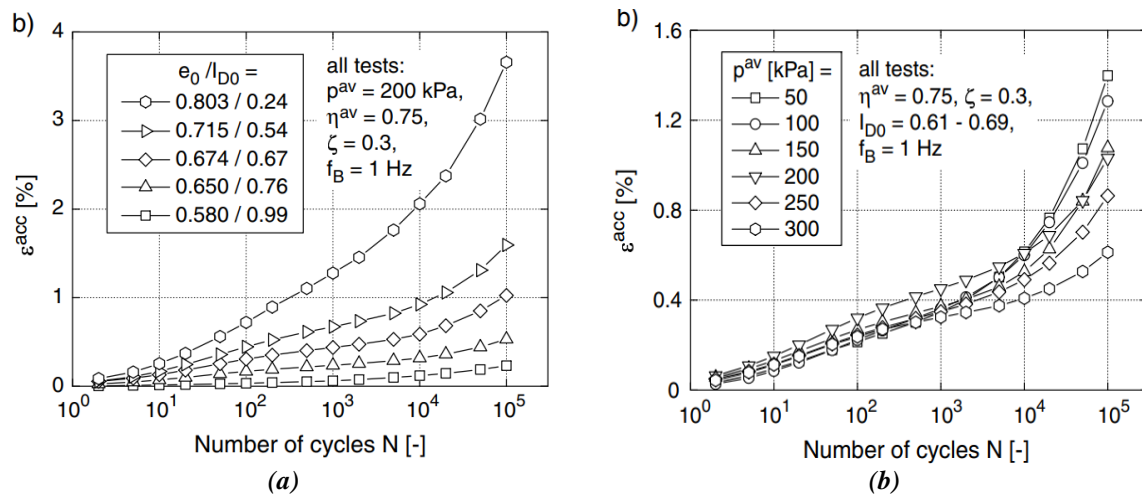 b)
4
3
2
1
0
εᵃᶜᶜ [%]
e₀ /I_D0 =
0.803 / 0.24
0.715 / 0.54
0.674 / 0.67
0.650 / 0.76
0.580 / 0.99
all tests:
pᵃᵛ = 200 kPa,
ηᵃᵛ = 0.75,
ζ = 0.3,
f_B = 1 Hz
10⁰ 10¹ 10² 10³ 10⁴ 10⁵
Number of cycles N [-]
(a)
b)
1.6
1.2
0.8
0.4
0
εᵃᶜᶜ [%]
pᵃᵛ [kPa] =
50
100
150
200
250
300
all tests:
ηᵃᵛ = 0.75, ζ = 0.3,
I_D0 = 0.61 - 0.69,
f_B = 1 Hz
10⁰ 10¹ 10² 10³ 10⁴ 10⁵
Number of cycles N [-]
(b)